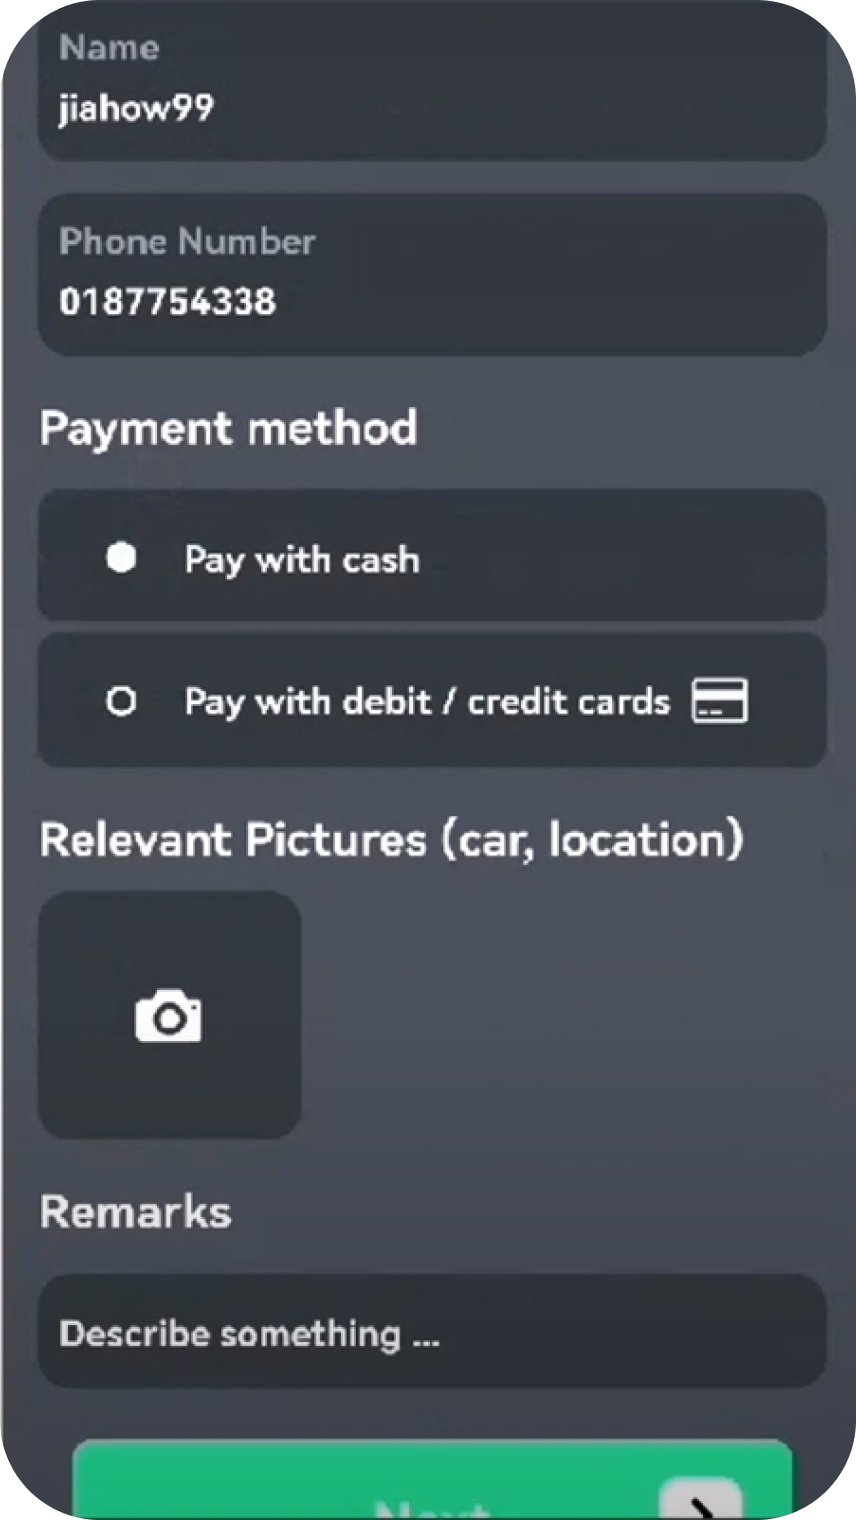 Name
jiahow99
Phone Number
0187754338
Payment method
Pay with cash
Pay with debit / credit cards
Relevant Pictures (car, location)
Remarks
Describe something ...
Next